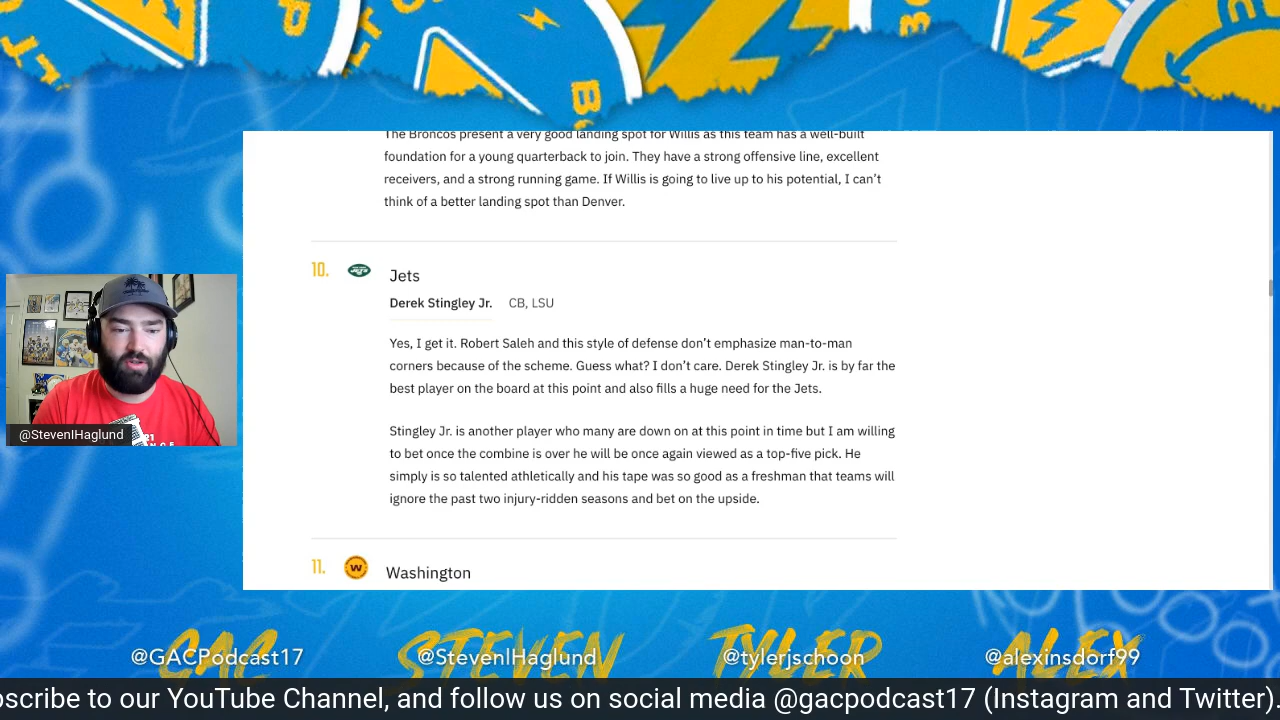 The Broncos present a very good landing spot for Willis as this team has a well-built
foundation for a young quarterback to join. They have a strong offensive line, excellent
receivers, and a strong running game. If Willis is going to live up to his potential, I can't
think of a better landing spot than Denver.
10.
JETS
Jets
Derek Stingley Jr. CB, LSU
Yes, I get it. Robert Saleh and this style of defense don't emphasize man-to-man
corners because of the scheme. Guess what? I don't care. Derek Stingley Jr. is by far the
best player on the board at this point and also fills a huge need for the Jets.
Stingley Jr. is another player who many are down on at this point in time but I am willing
to bet once the combine is over he will be once again viewed as a top-five pick. He
simply is so talented athletically and his tape was so good as a freshman that teams will
ignore the past two injury-ridden seasons and bet on the upside.
11.
W
Washington
@StevenIHaglund
GAC STEVEN TYLER ALEX
@GACPodcast17 @StevenIHaglund @tylerjschoon @alexinsdorf99
bscribe to our YouTube Channel, and follow us on social media @gacpodcast17 (Instagram and Twitter).